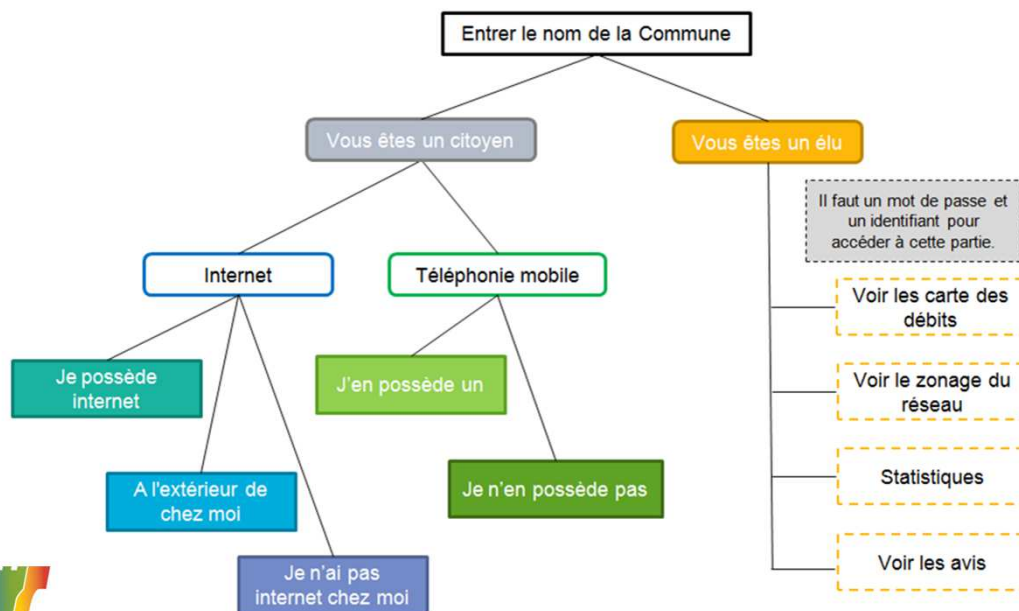 Entrer le nom de la Commune
Vous êtes un citoyen
Vous êtes un élu
Il faut un mot de passe et
un identifiant pour
accéder à cette partie.
Internet
Téléphonie mobile
Voir les carte des
débits
Je possède
internet
J'en possède un
Voir le zonage du
réseau
A l'extérieur de
chez moi
Je n'en possède pas
Statistiques
Je n'ai pas
internet chez moi
Voir les avis